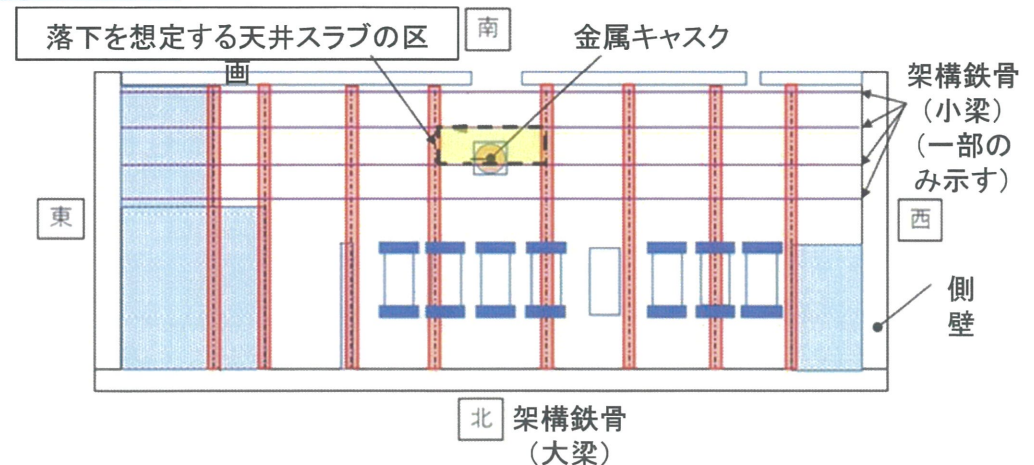 落下を想定する天井スラブの区
画
南
金属キャスク
架構鉄骨
(小梁)
(一部の
み示す)
東
西
側
壁
北
架構鉄骨
(大梁)